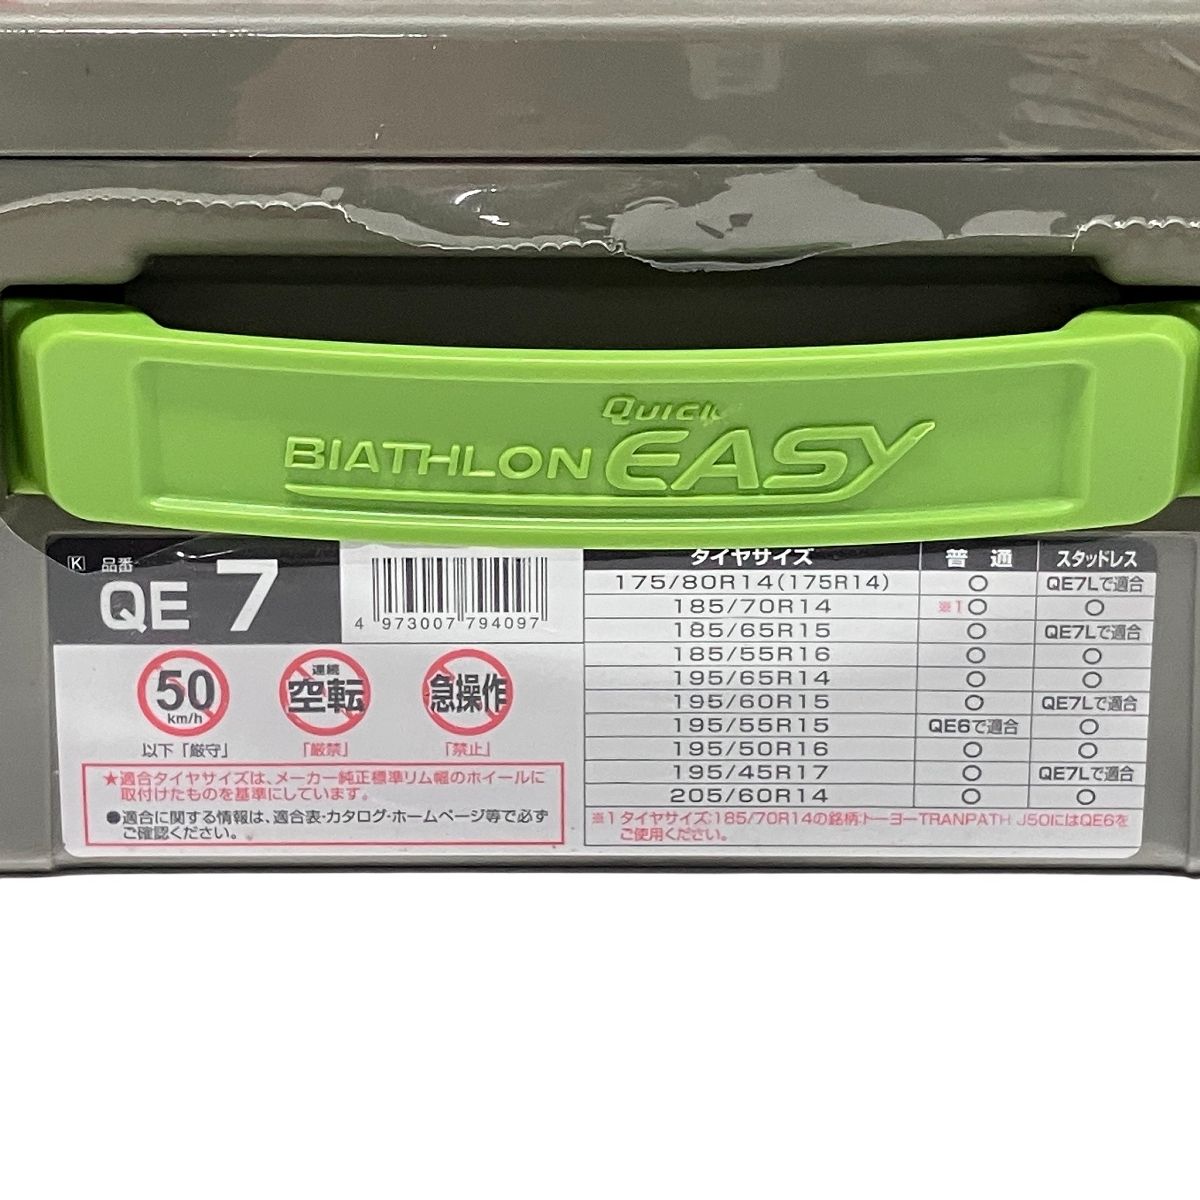 Quick
BIATHLON EASY
K 品番
QE 7
4 973007 794097
50
km/h
以下「厳守」
連続
空転
「厳禁」
急操作
「禁止」
★適合タイヤサイズは、メーカー純正標準リム幅のホイールに
取付けたものを基準にしています。
●適合に関する情報は、適合表・カタログ・ホームページ等で必ず
ご確認ください。
タイヤサイズ 普通 スタッドレス
175/80R14(175R14) ○ QE7Lで適合
185/70R14 ※1○ ○
185/65R15 ○ QE7Lで適合
185/55R16 ○ ○
195/65R14 ○ ○
195/60R15 ○ QE7Lで適合
195/55R15 QE6で適合 ○
195/50R16 ○ ○
195/45R17 ○ QE7Lで適合
205/60R14 ○ ○
※1 タイヤサイズ:185/70R14の銘柄:トーヨーTRANPATH J50にはQE6を
ご使用ください。